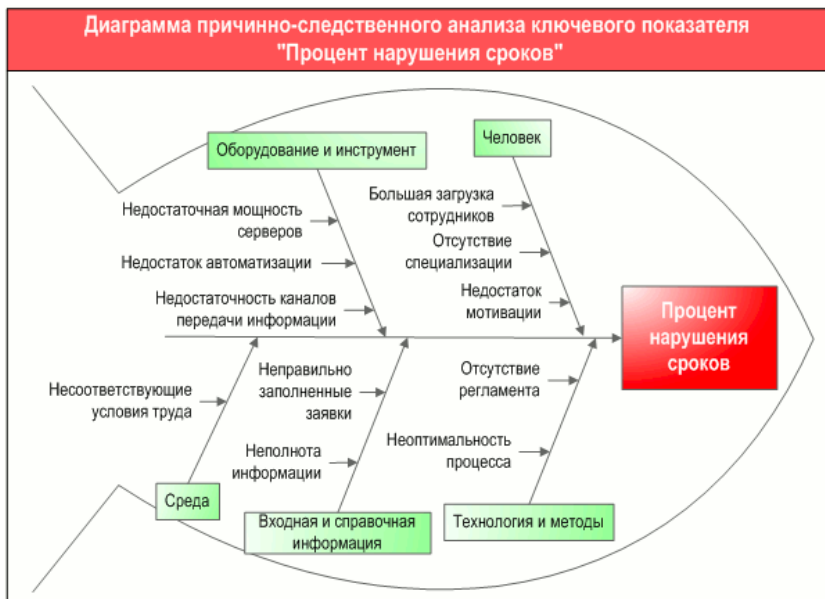 Диаграмма причинно-следственного анализа ключевого показателя
"Процент нарушения сроков"
Оборудование и инструмент
Человек
Недостаточная мощность
серверов
Недостаток автоматизации
Недостаточность каналов
передачи информации
Большая загрузка
сотрудников
Отсутствие
специализации
Недостаток
мотивации
Процент
нарушения
сроков
Несоответствующие
условия труда
Неправильно
заполненные
заявки
Неполнота
информации
Отсутствие
регламента
Неоптимальность
процесса
Среда
Входная и справочная
информация
Технология и методы